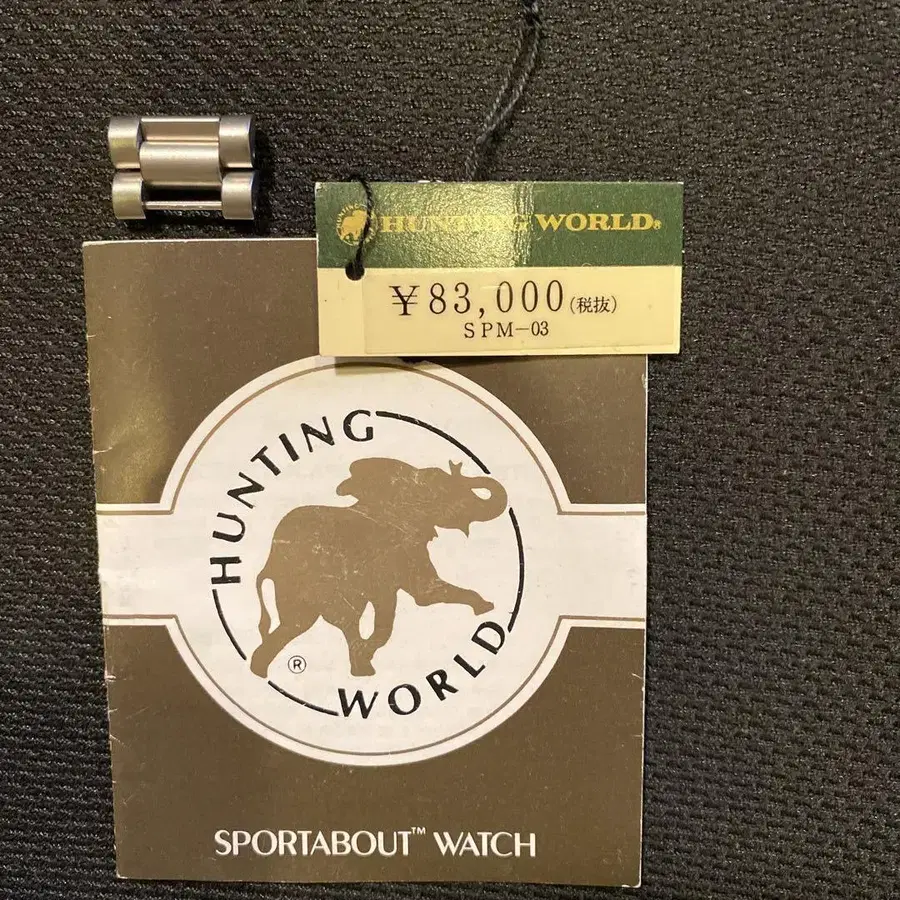 HUNTING WORLD®
¥83,000(税抜)
SPM-03
HUNTING
WORLD
®
SPORTABOUT™ WATCH